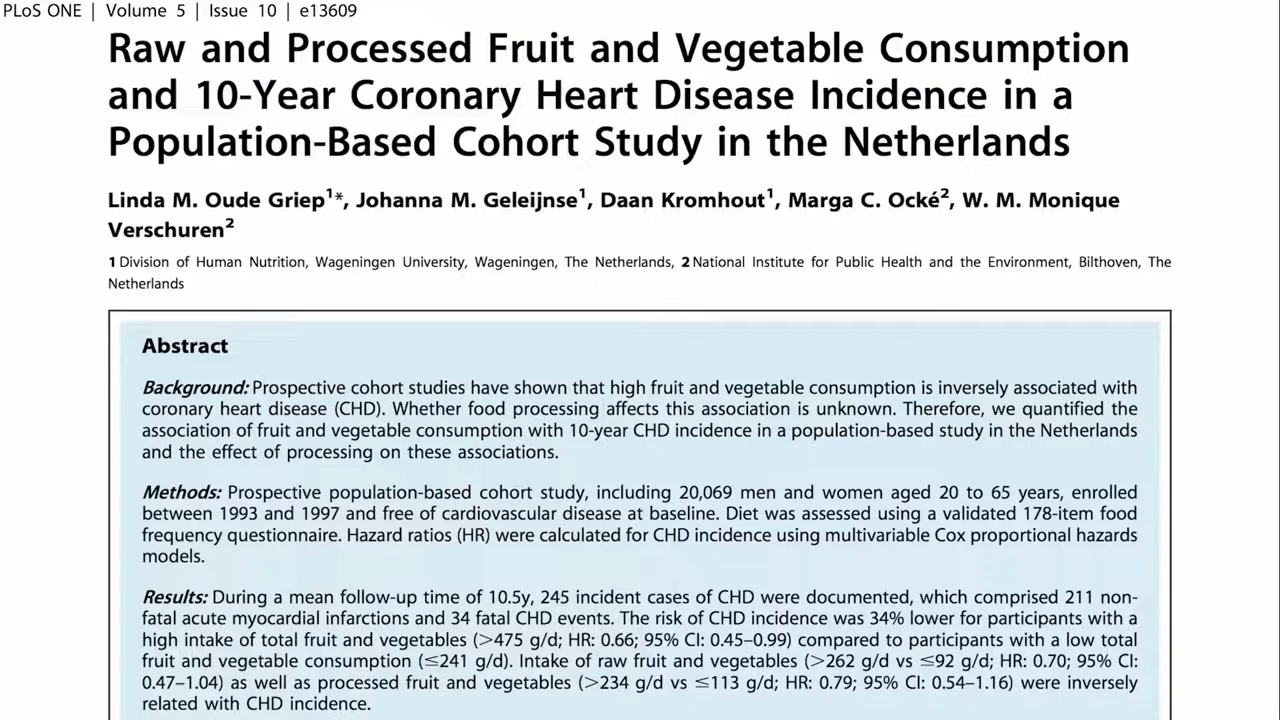 PLoS ONE | Volume 5 | Issue 10 | e13609
Raw and Processed Fruit and Vegetable Consumption
and 10-Year Coronary Heart Disease Incidence in a
Population-Based Cohort Study in the Netherlands
Linda M. Oude Griep1*, Johanna M. Geleijnse1, Daan Kromhout1, Marga C. Ocké2, W. M. Monique
Verschuren2
1 Division of Human Nutrition, Wageningen University, Wageningen, The Netherlands, 2 National Institute for Public Health and the Environment, Bilthoven, The
Netherlands
Abstract
Background: Prospective cohort studies have shown that high fruit and vegetable consumption is inversely associated with
coronary heart disease (CHD). Whether food processing affects this association is unknown. Therefore, we quantified the
association of fruit and vegetable consumption with 10-year CHD incidence in a population-based study in the Netherlands
and the effect of processing on these associations.
Methods: Prospective population-based cohort study, including 20,069 men and women aged 20 to 65 years, enrolled
between 1993 and 1997 and free of cardiovascular disease at baseline. Diet was assessed using a validated 178-item food
frequency questionnaire. Hazard ratios (HR) were calculated for CHD incidence using multivariable Cox proportional hazards
models.
Results: During a mean follow-up time of 10.5y, 245 incident cases of CHD were documented, which comprised 211 non-
fatal acute myocardial infarctions and 34 fatal CHD events. The risk of CHD incidence was 34% lower for participants with a
high intake of total fruit and vegetables (>475 g/d; HR: 0.66; 95% CI: 0.45–0.99) compared to participants with a low total
fruit and vegetable consumption (≤241 g/d). Intake of raw fruit and vegetables (>262 g/d vs ≤92 g/d; HR: 0.70; 95% CI:
0.47–1.04) as well as processed fruit and vegetables (>234 g/d vs ≤113 g/d; HR: 0.79; 95% CI: 0.54–1.16) were inversely
related with CHD incidence.